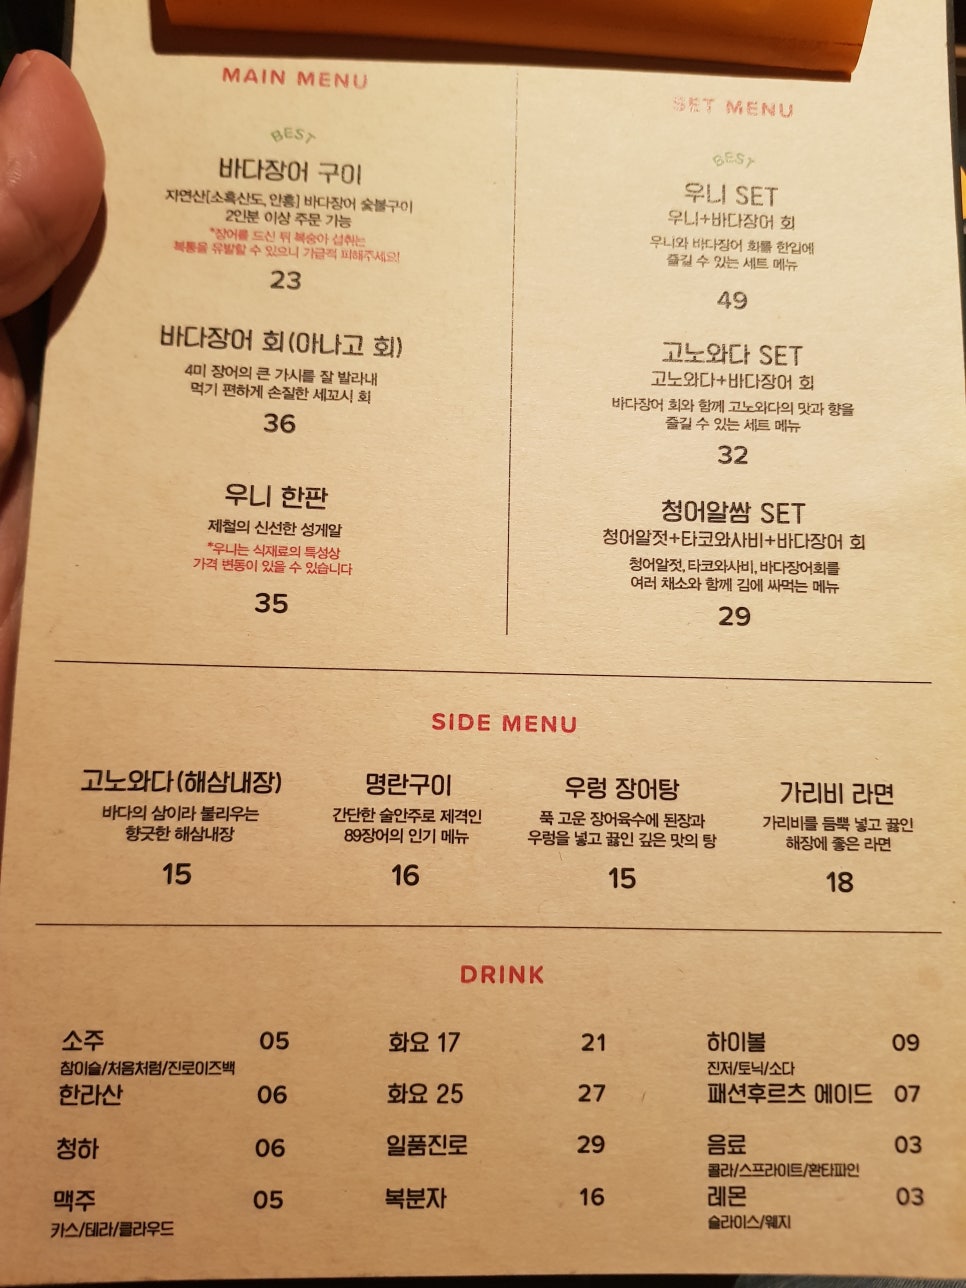 MAIN MENU
BEST
바다장어 구이
자연산[소흑산도, 안흥] 바다장어 숯불구이
2인분 이상 주문 가능
*장어를 드신 뒤 복숭아 섭취는
복통을 유발할 수 있으니 가급적 피해주세요!
23
바다장어 회(아나고 회)
4미 장어의 큰 가시를 잘 발라내
먹기 편하게 손질한 세꼬시 회
36
우니 한판
제철의 신선한 성게알
*우니는 식재료의 특성상
가격 변동이 있을 수 있습니다
35
SET MENU
BEST
우니 SET
우니+바다장어 회
우니와 바다장어 회를 한입에
즐길 수 있는 세트 메뉴
49
고노와다 SET
고노와다+바다장어 회
바다장어 회와 함께 고노와다의 맛과 향을
즐길 수 있는 세트 메뉴
32
청어알쌈 SET
청어알젓+타코와사비+바다장어 회
청어알젓, 타코와사비, 바다장어회를
여러 채소와 함께 김에 싸먹는 메뉴
29
SIDE MENU
고노와다(해삼내장)
바다의 삼이라 불리우는
향긋한 해삼내장
15
명란구이
간단한 술안주로 제격인
89장어의 인기 메뉴
16
우렁 장어탕
푹 고운 장어육수에 된장과
우렁을 넣고 끓인 깊은 맛의 탕
15
가리비 라면
가리비를 듬뿍 넣고 끓인
해장에 좋은 라면
18
DRINK
소주 05
참이슬/처음처럼/진로이즈백
한라산 06
청하 06
맥주 05
카스/테라/클라우드
화요 17 21
화요 25 27
일품진로 29
복분자 16
하이볼 09
진저/토닉/소다
패션후르츠 에이드 07
음료 03
콜라/스프라이트/환타파인
레몬 03
슬라이스/웨지